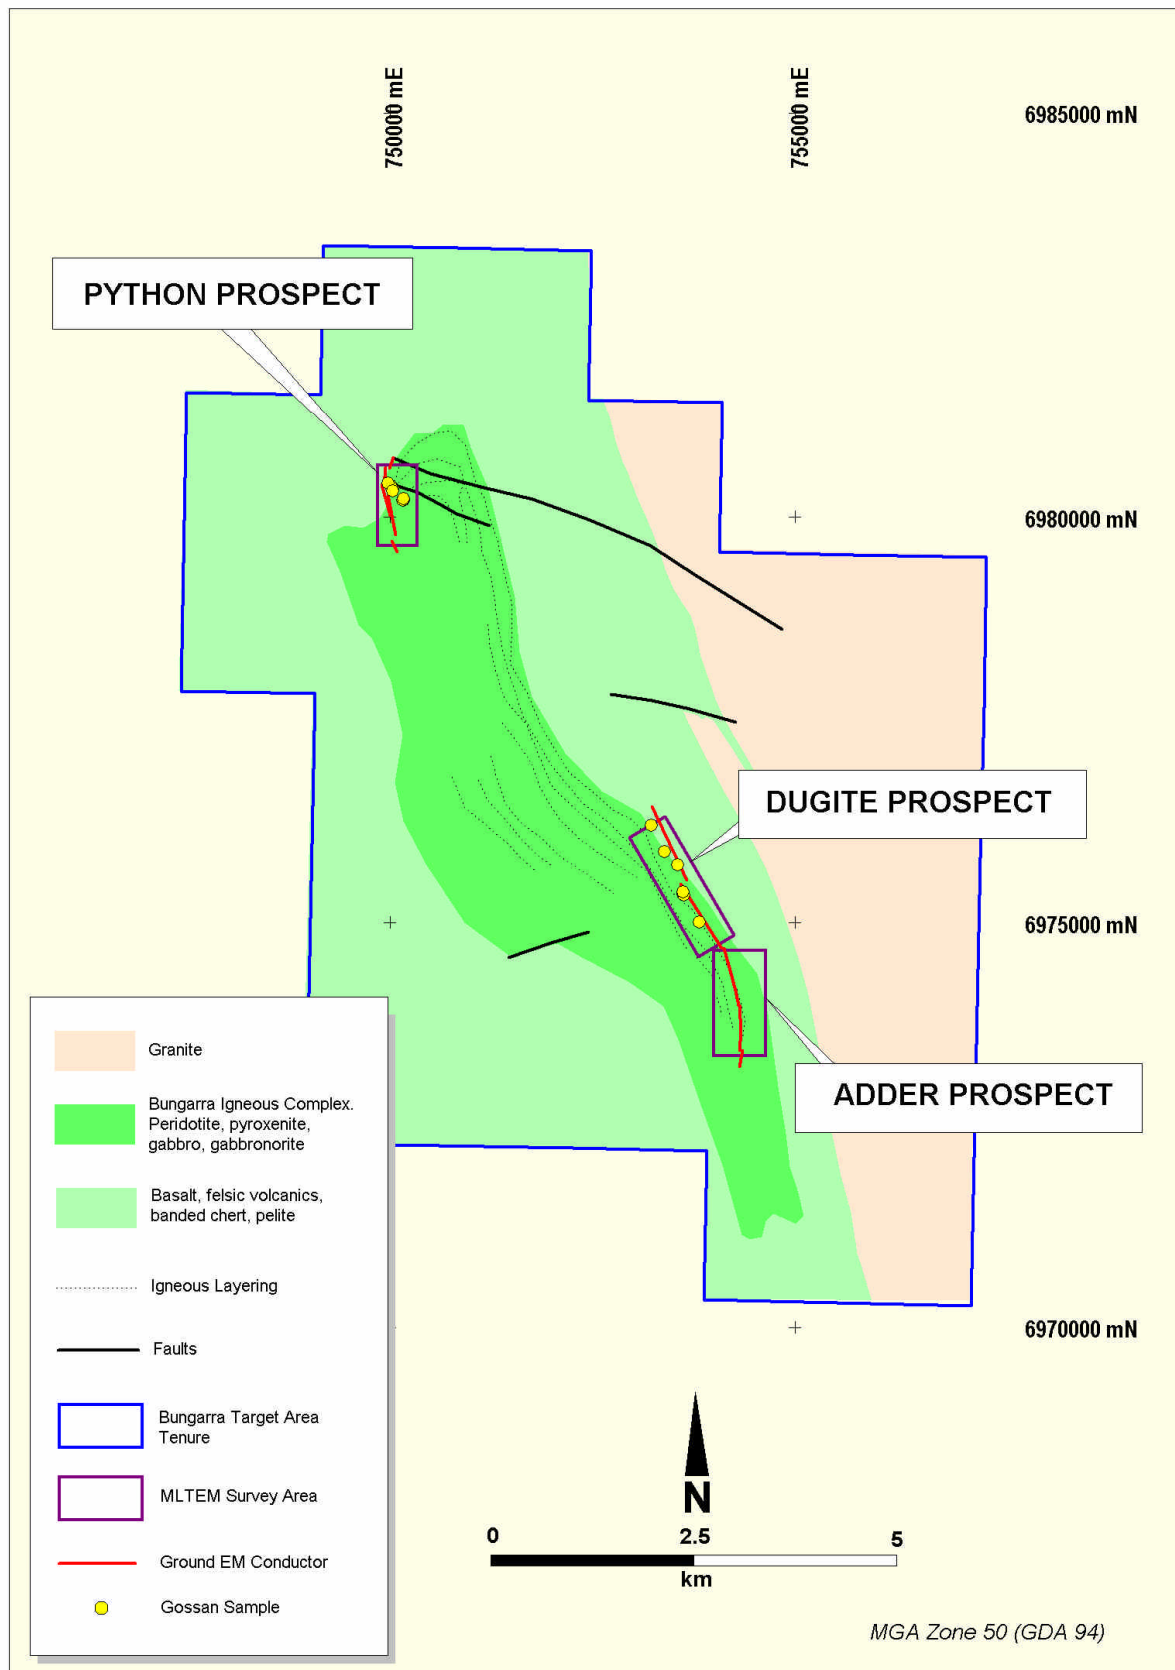 750000 mE
755000 mE
6985000 mN
PYTHON PROSPECT
6980000 mN
DUGITE PROSPECT
6975000 mN
ADDER PROSPECT
6970000 mN
Granite
Bungarra Igneous Complex.
Peridotite, pyroxenite,
gabbro, gabbronorite
Basalt, felsic volcanics,
banded chert, pelite
Igneous Layering
Faults
Bungarra Target Area
Tenure
MLTEM Survey Area
Ground EM Conductor
Gossan Sample
N
0 2.5 5
km
MGA Zone 50 (GDA 94)